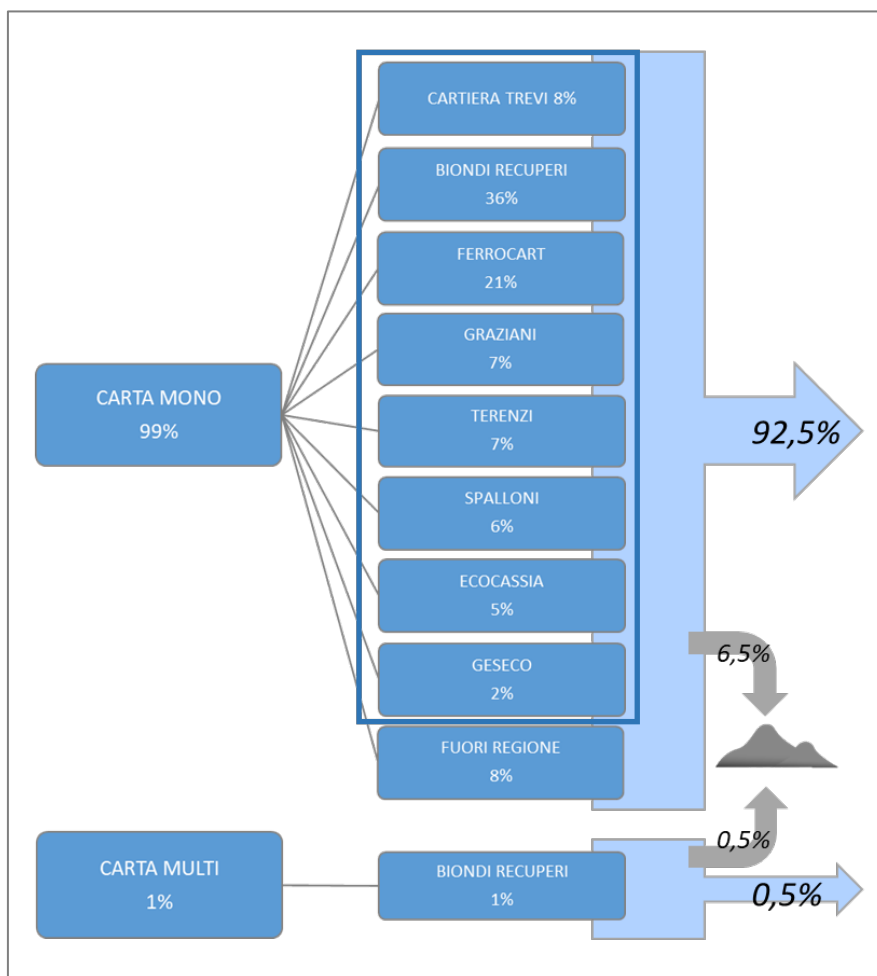 CARTIERA TREVI 8%
BIONDI RECUPERI
36%
FERROCART
21%
GRAZIANI
7%
CARTA MONO
99%
TERENZI
7%
92,5%
SPALLONI
6%
ECOCASSIA
5%
GESECO
2%
6,5%
FUORI REGIONE
8%
CARTA MULTI
1%
BIONDI RECUPERI
1%
0,5%
0,5%